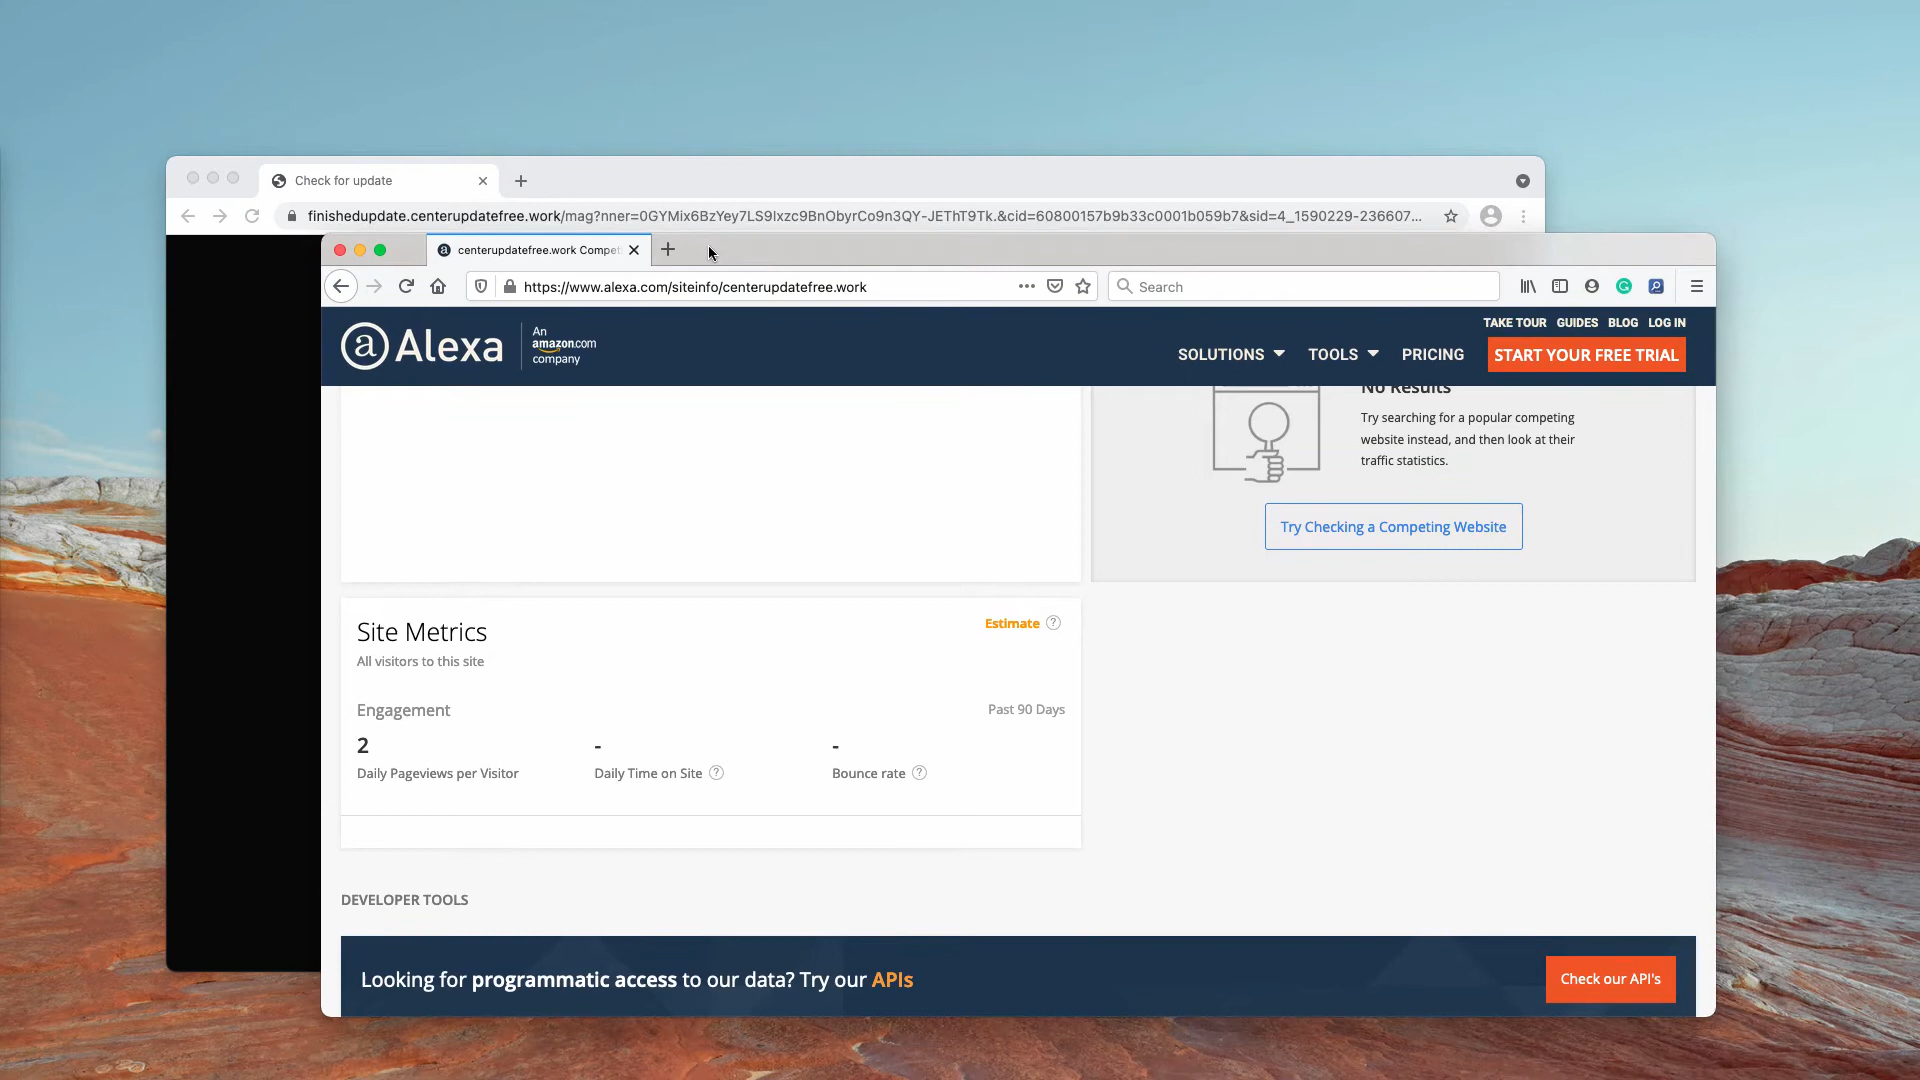 Check for update
finishedupdate.centerupdatefree.work/mag?nner=0GYMix6BzYey7LS9Ixzc9BnObyrCo9n3QY-JEThT9Tk.&cid=60800157b9b33c0001b059b7&sid=4_1590229-236607...
centerupdatefree.work Compet
https://www.alexa.com/siteinfo/centerupdatefree.work
Search
TAKE TOUR GUIDES BLOG LOG IN
a Alexa
An
amazon.com
company
SOLUTIONS TOOLS PRICING START YOUR FREE TRIAL
No Results
Try searching for a popular competing
website instead, and then look at their
traffic statistics.
Try Checking a Competing Website
Site Metrics
Estimate ?
All visitors to this site
Engagement
Past 90 Days
2 - -
Daily Pageviews per Visitor Daily Time on Site ? Bounce rate ?
DEVELOPER TOOLS
Looking for programmatic access to our data? Try our APIs
Check our API's